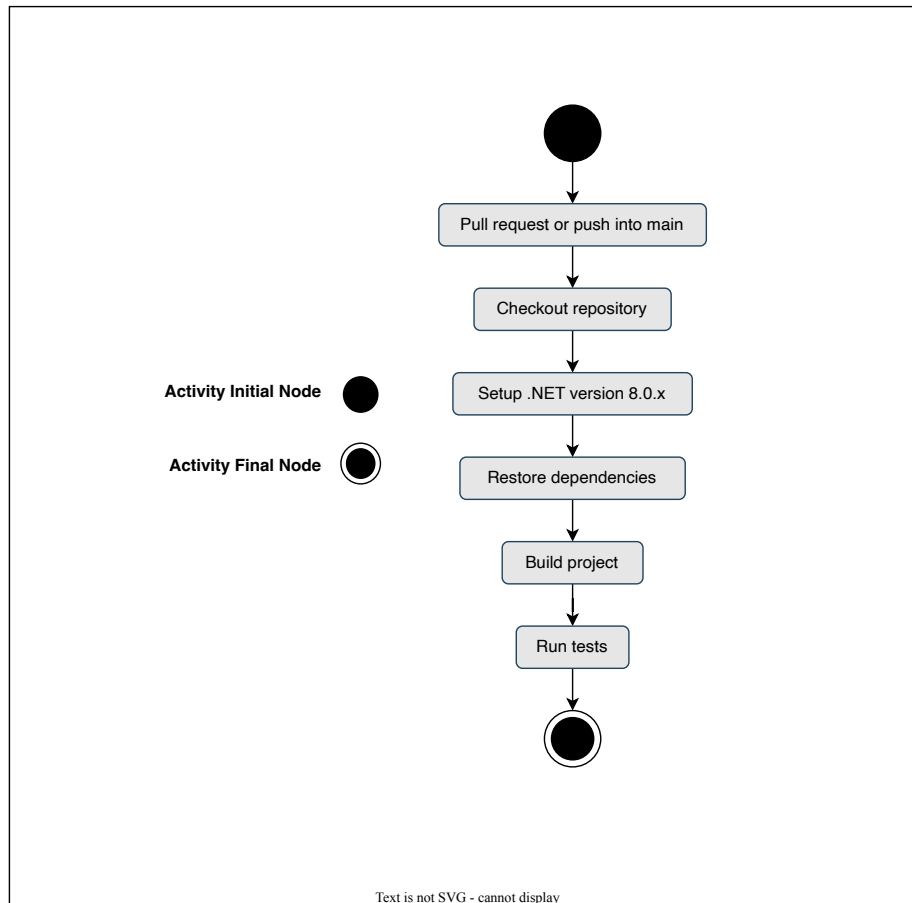 Pull request or push into main
Checkout repository
Activity Initial Node
Setup .NET version 8.0.x
Activity Final Node
Restore dependencies
Build project
Run tests
Text is not SVG - cannot display